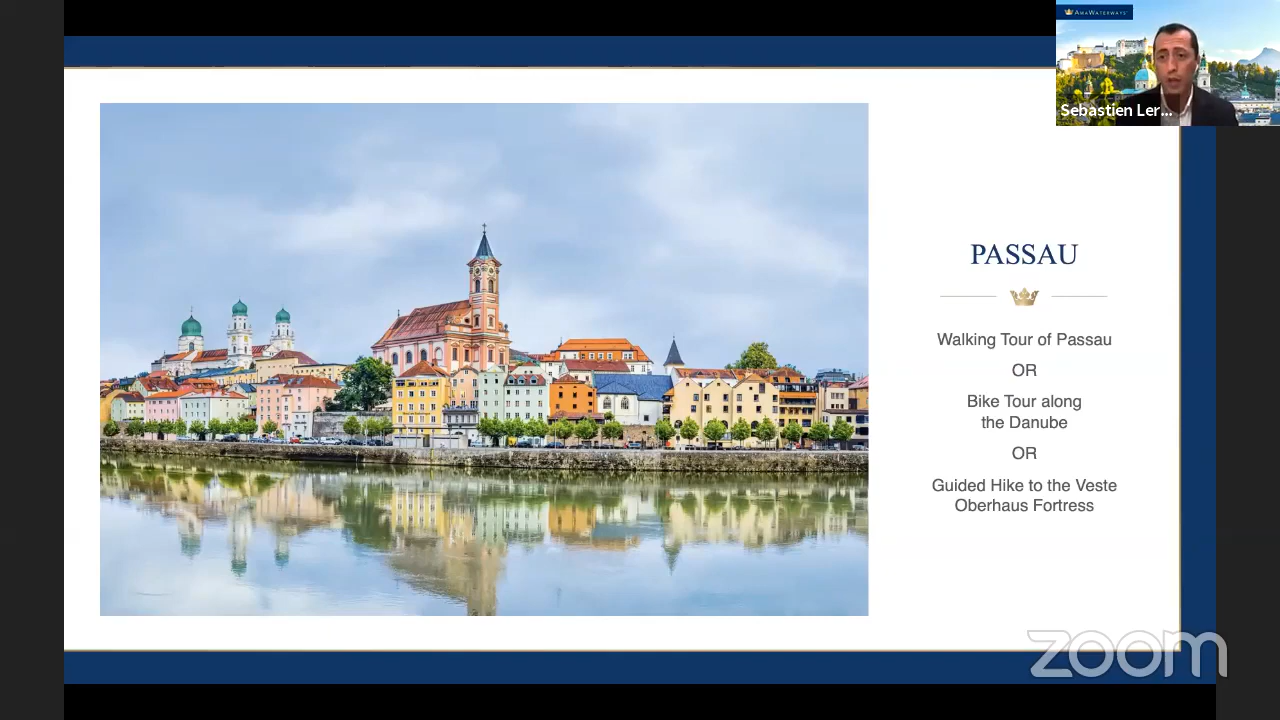 AMAWATERWAYS
Sebastien Ler...
PASSAU
Walking Tour of Passau
OR
Bike Tour along
the Danube
OR
Guided Hike to the Veste
Oberhaus Fortress
zoom